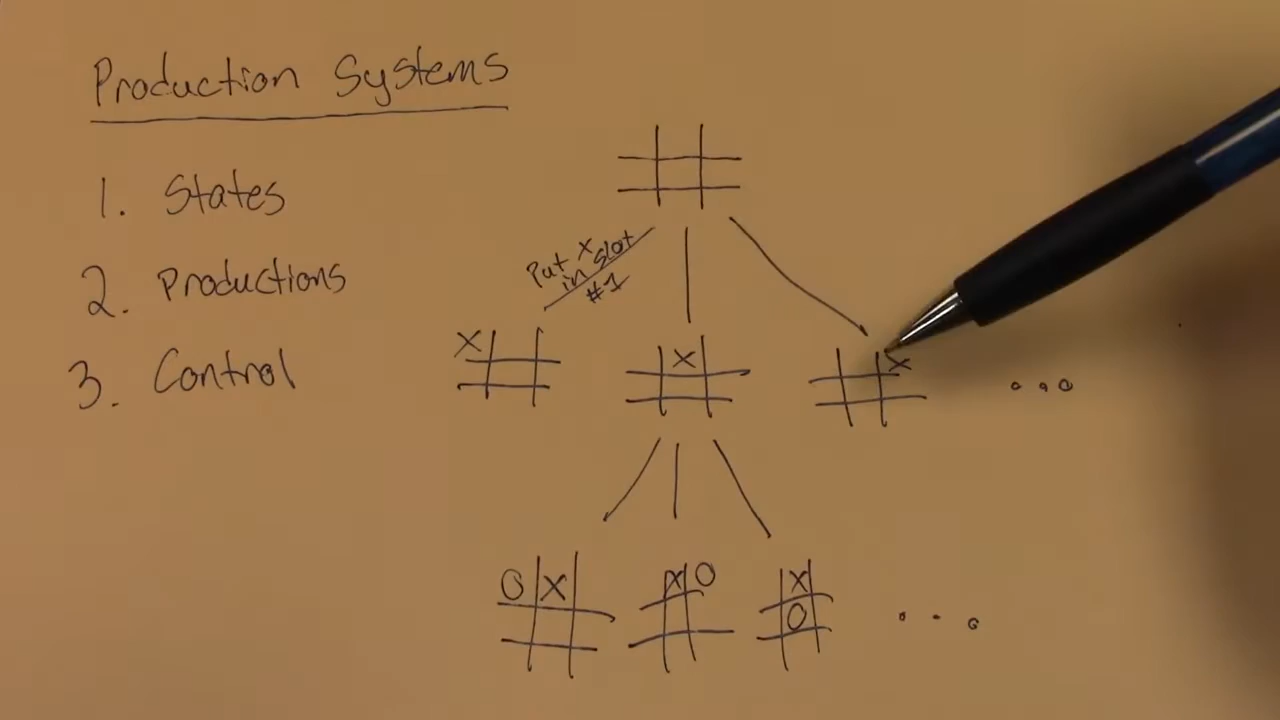 Production Systems
1. States
2. Productions
3. Control
Put X
in slot
#1
X
X
X
O X
X O
X
O